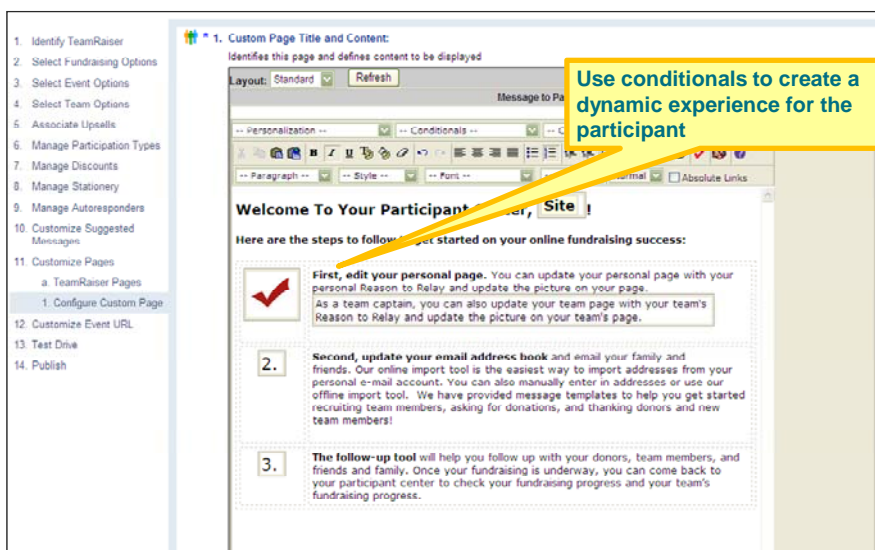 1. Identify TeamRaiser
2. Select Fundraising Options
3. Select Event Options
4. Select Team Options
5. Associate Upsells
6. Manage Participation Types
7. Manage Discounts
8. Manage Stationery
9. Manage Autoresponders
10. Customize Suggested
Messages
11. Customize Pages
a. TeamRaiser Pages
1. Configure Custom Page
12. Customize Event URL
13. Test Drive
14. Publish
* 1. Custom Page Title and Content:
Identifies this page and defines content to be displayed
Layout: Standard Refresh
Message to Pa
Use conditionals to create a
dynamic experience for the
participant
-- Personalization -- -- Conditionals -- -- C
B I U
-- Paragraph -- -- Style -- -- Font -- Normal Absolute Links
Welcome To Your Participant Center, Site !
Here are the steps to follow to get started on your online fundraising success:
First, edit your personal page. You can update your personal page with your
personal Reason to Relay and update the picture on your page.
As a team captain, you can also update your team page with your team's
Reason to Relay and update the picture on your team's page.
2.
Second, update your email address book and email your family and
friends. Our online import tool is the easiest way to import addresses from your
personal e-mail account. You can also manually enter in addresses or use our
offline import tool. We have provided message templates to help you get started
recruiting team members, asking for donations, and thanking donors and new
team members!
3.
The follow-up tool will help you follow up with your donors, team members, and
friends and family. Once your fundraising is underway, you can come back to
your participant center to check your fundraising progress and your team's
fundraising progress.